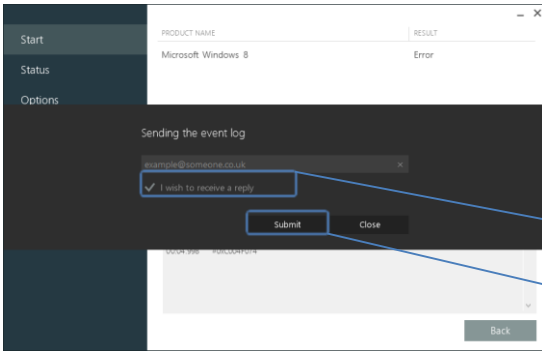 Start
Status
Options
PRODUCT NAME RESULT
Microsoft Windows 8 Error
Sending the event log
example@someone.co.uk
I wish to receive a reply
Submit Close
Back